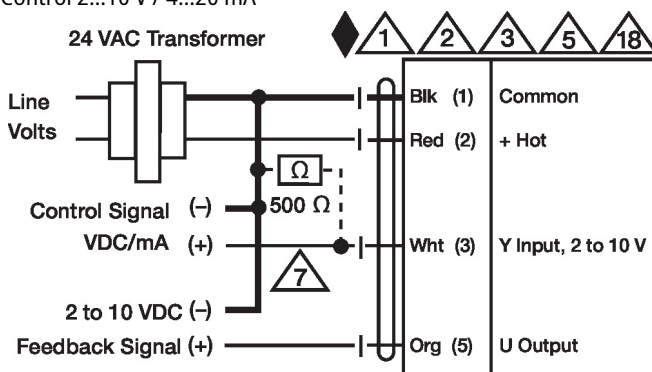 Control 2...10 V / 4...20 mA
24 VAC Transformer
1 2 3 5 18
Line Volts
Blk (1) Common
Red (2) + Hot
Ω
500 Ω
Control Signal (-)
VDC/mA (+)
Wht (3) Y Input, 2 to 10 V
7
2 to 10 VDC (-)
Feedback Signal (+)
Org (5) U Output